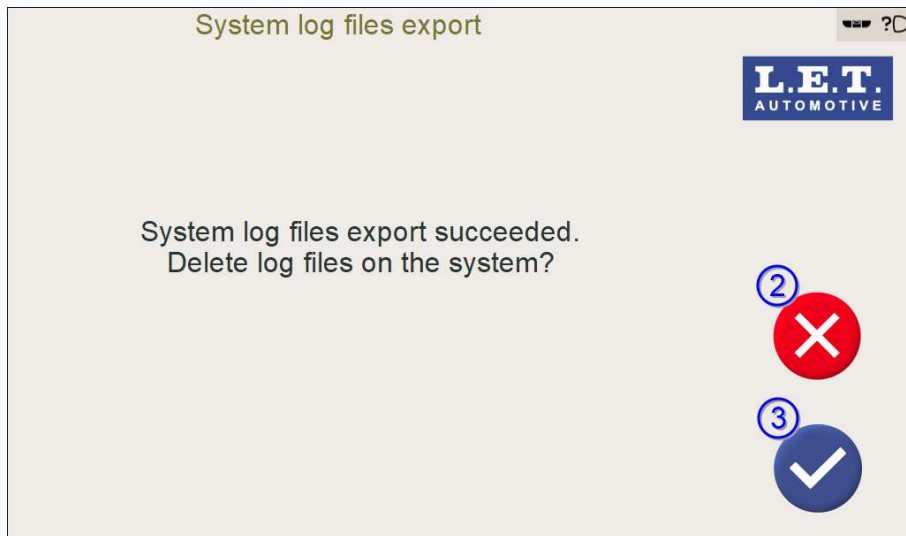 System log files export
?
L.E.T.
AUTOMOTIVE
System log files export succeeded.
Delete log files on the system?
2
3